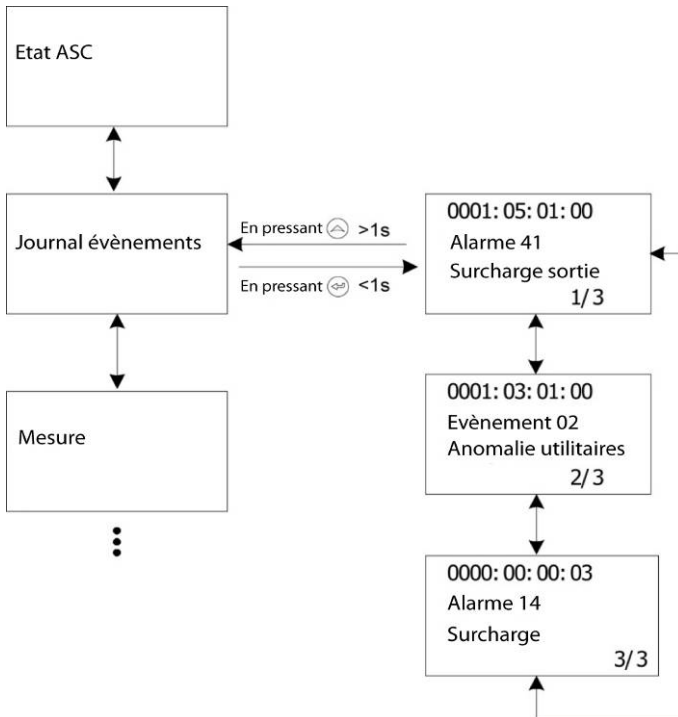 Etat ASC
Journal évènements
Mesure
En pressant >1s
En pressant <1s
0001: 05: 01: 00
Alarme 41
Surcharge sortie
1/3
0001: 03: 01: 00
Evènement 02
Anomalie utilitaires
2/3
0000: 00: 00: 03
Alarme 14
Surcharge
3/3